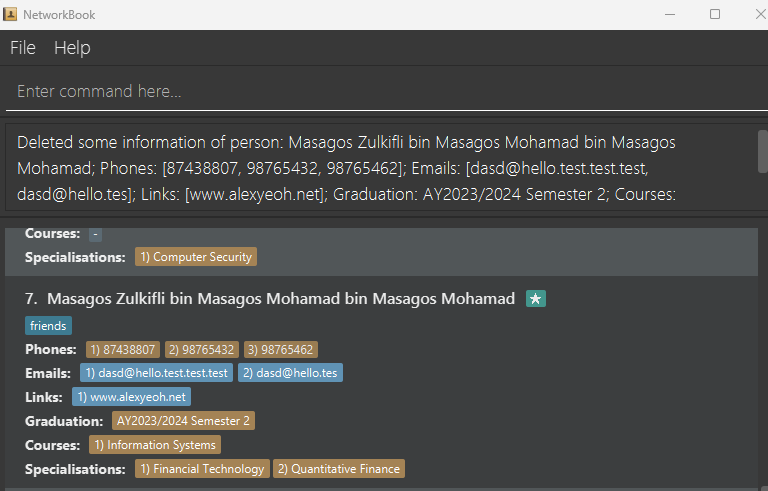 NetworkBook
File Help
Enter command here...
Deleted some information of person: Masagos Zulkifli bin Masagos Mohamad bin Masagos
Mohamad; Phones: [87438807, 98765432, 98765462]; Emails: [dasd@hello.test.test.test,
dasd@hello.tes]; Links: [www.alexyeoh.net]; Graduation: AY2023/2024 Semester 2; Courses:
Courses: -
Specialisations: 1) Computer Security
7. Masagos Zulkifli bin Masagos Mohamad bin Masagos Mohamad
friends
Phones: 1) 87438807 2) 98765432 3) 98765462
Emails: 1) dasd@hello.test.test.test 2) dasd@hello.tes
Links: 1) www.alexyeoh.net
Graduation: AY2023/2024 Semester 2
Courses: 1) Information Systems
Specialisations: 1) Financial Technology 2) Quantitative Finance